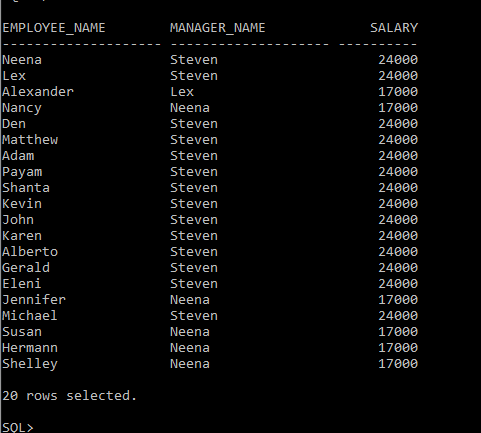 EMPLOYEE_NAME        MANAGER_NAME             SALARY
-------------------- -------------------- ----------
Neena                Steven                    24000
Lex                  Steven                    24000
Alexander            Lex                       17000
Nancy                Neena                     17000
Den                  Steven                    24000
Matthew              Steven                    24000
Adam                 Steven                    24000
Payam                Steven                    24000
Shanta               Steven                    24000
Kevin                Steven                    24000
John                 Steven                    24000
Karen                Steven                    24000
Alberto              Steven                    24000
Gerald               Steven                    24000
Eleni                Steven                    24000
Jennifer             Neena                     17000
Michael              Steven                    24000
Susan                Neena                     17000
Hermann              Neena                     17000
Shelley              Neena                     17000
20 rows selected.
SQL>